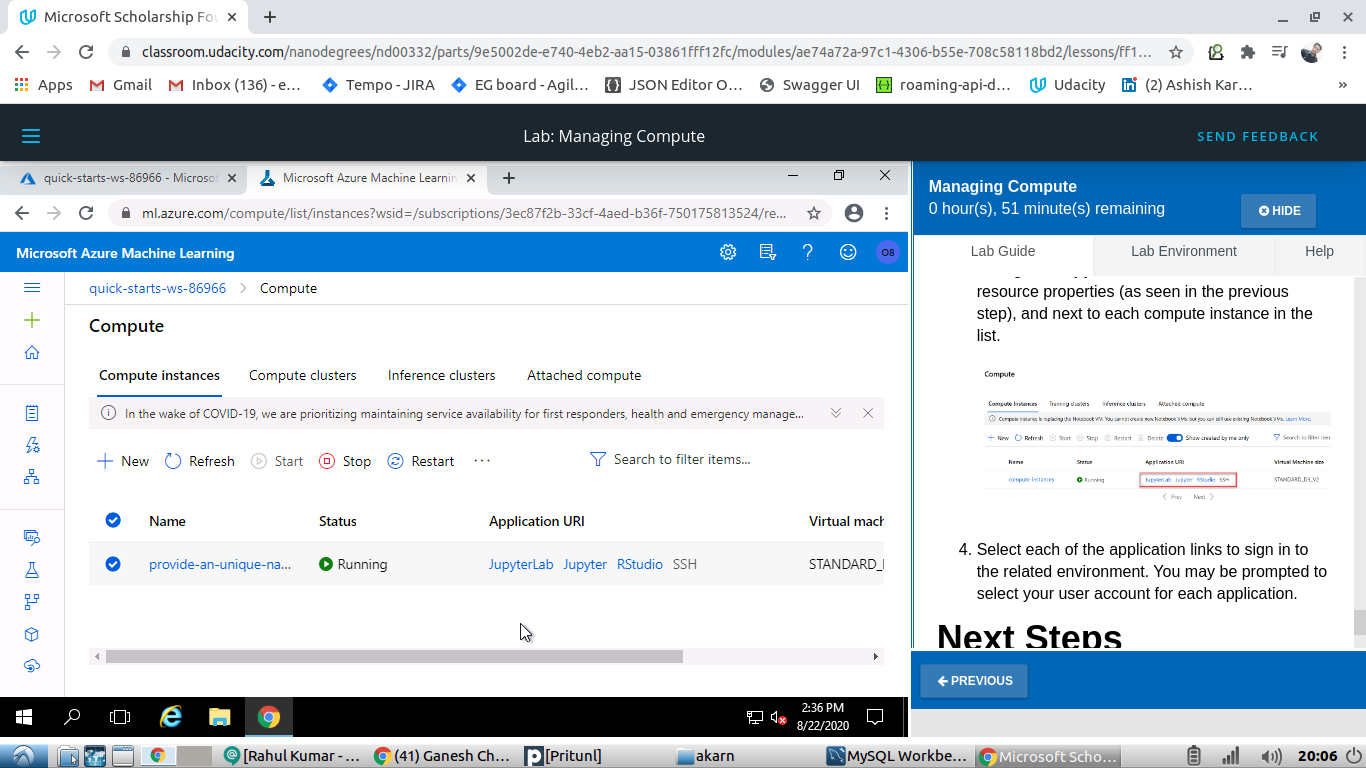 Microsoft Scholarship Fou
classroom.udacity.com/nanodegrees/nd00332/parts/9e5002de-e740-4eb2-aa15-03861fff12fc/modules/ae74a72a-97c1-4306-b55e-708c58118bd2/lessons/ff1...
Apps Gmail Inbox (136) - e... Tempo - JIRA EG board - Agil... JSON Editor O... Swagger UI roaming-api-d... Udacity (2) Ashish Kar... »
Lab: Managing Compute
SEND FEEDBACK
quick-starts-ws-86966 - Microsof
Microsoft Azure Machine Learnin
ml.azure.com/compute/list/instances?wsid=/subscriptions/3ec87f2b-33cf-4aed-b36f-750175813524/re...
Microsoft Azure Machine Learning
OB
quick-starts-ws-86966 > Compute
Compute
Compute instances Compute clusters Inference clusters Attached compute
In the wake of COVID-19, we are prioritizing maintaining service availability for first responders, health and emergency manage...
New Refresh Start Stop Restart ... Search to filter items...
Name Status Application URI Virtual mach
provide-an-unique-na... Running JupyterLab Jupyter RStudio SSH STANDARD_
2:36 PM
8/22/2020
Managing Compute
0 hour(s), 51 minute(s) remaining
HIDE
Lab Guide Lab Environment Help
resource properties (as seen in the previous
step), and next to each compute instance in the
list.
Compute
Compute Instances Training clusters Inference clusters Attached compute
Compute Instance is replacing the Notebook VM. You cannot create new Notebook VMs, but you can still use existing Notebook VMs. Learn More.
New Refresh Start Stop Restart Delete Show created by me only Search to filter iter
Name Status Application URI Virtual Machine size
compute-instances Running JupyterLab Jupyter RStudio SSH STANDARD_D3_V2
< Prev Next >
4. Select each of the application links to sign in to
the related environment. You may be prompted to
select your user account for each application.
Next Steps
PREVIOUS
[Rahul Kumar - ... (41) Ganesh Ch... [Pritunl] akarn MySQL Workbe... Microsoft Scho... 20:06